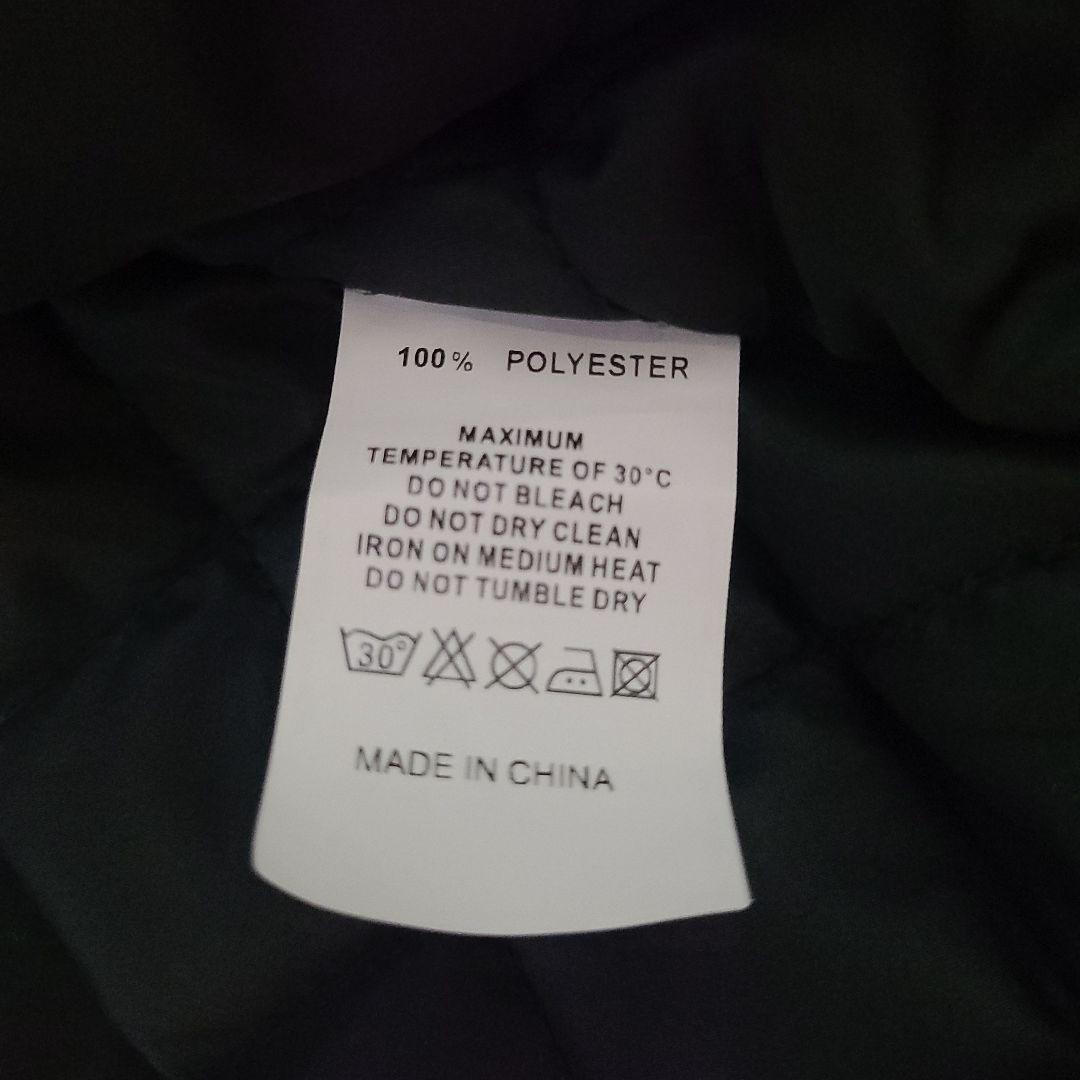 100% POLYESTER
MAXIMUM
TEMPERATURE OF 30°C
DO NOT BLEACH
DO NOT DRY CLEAN
IRON ON MEDIUM HEAT
DO NOT TUMBLE DRY
30°
MADE IN CHINA